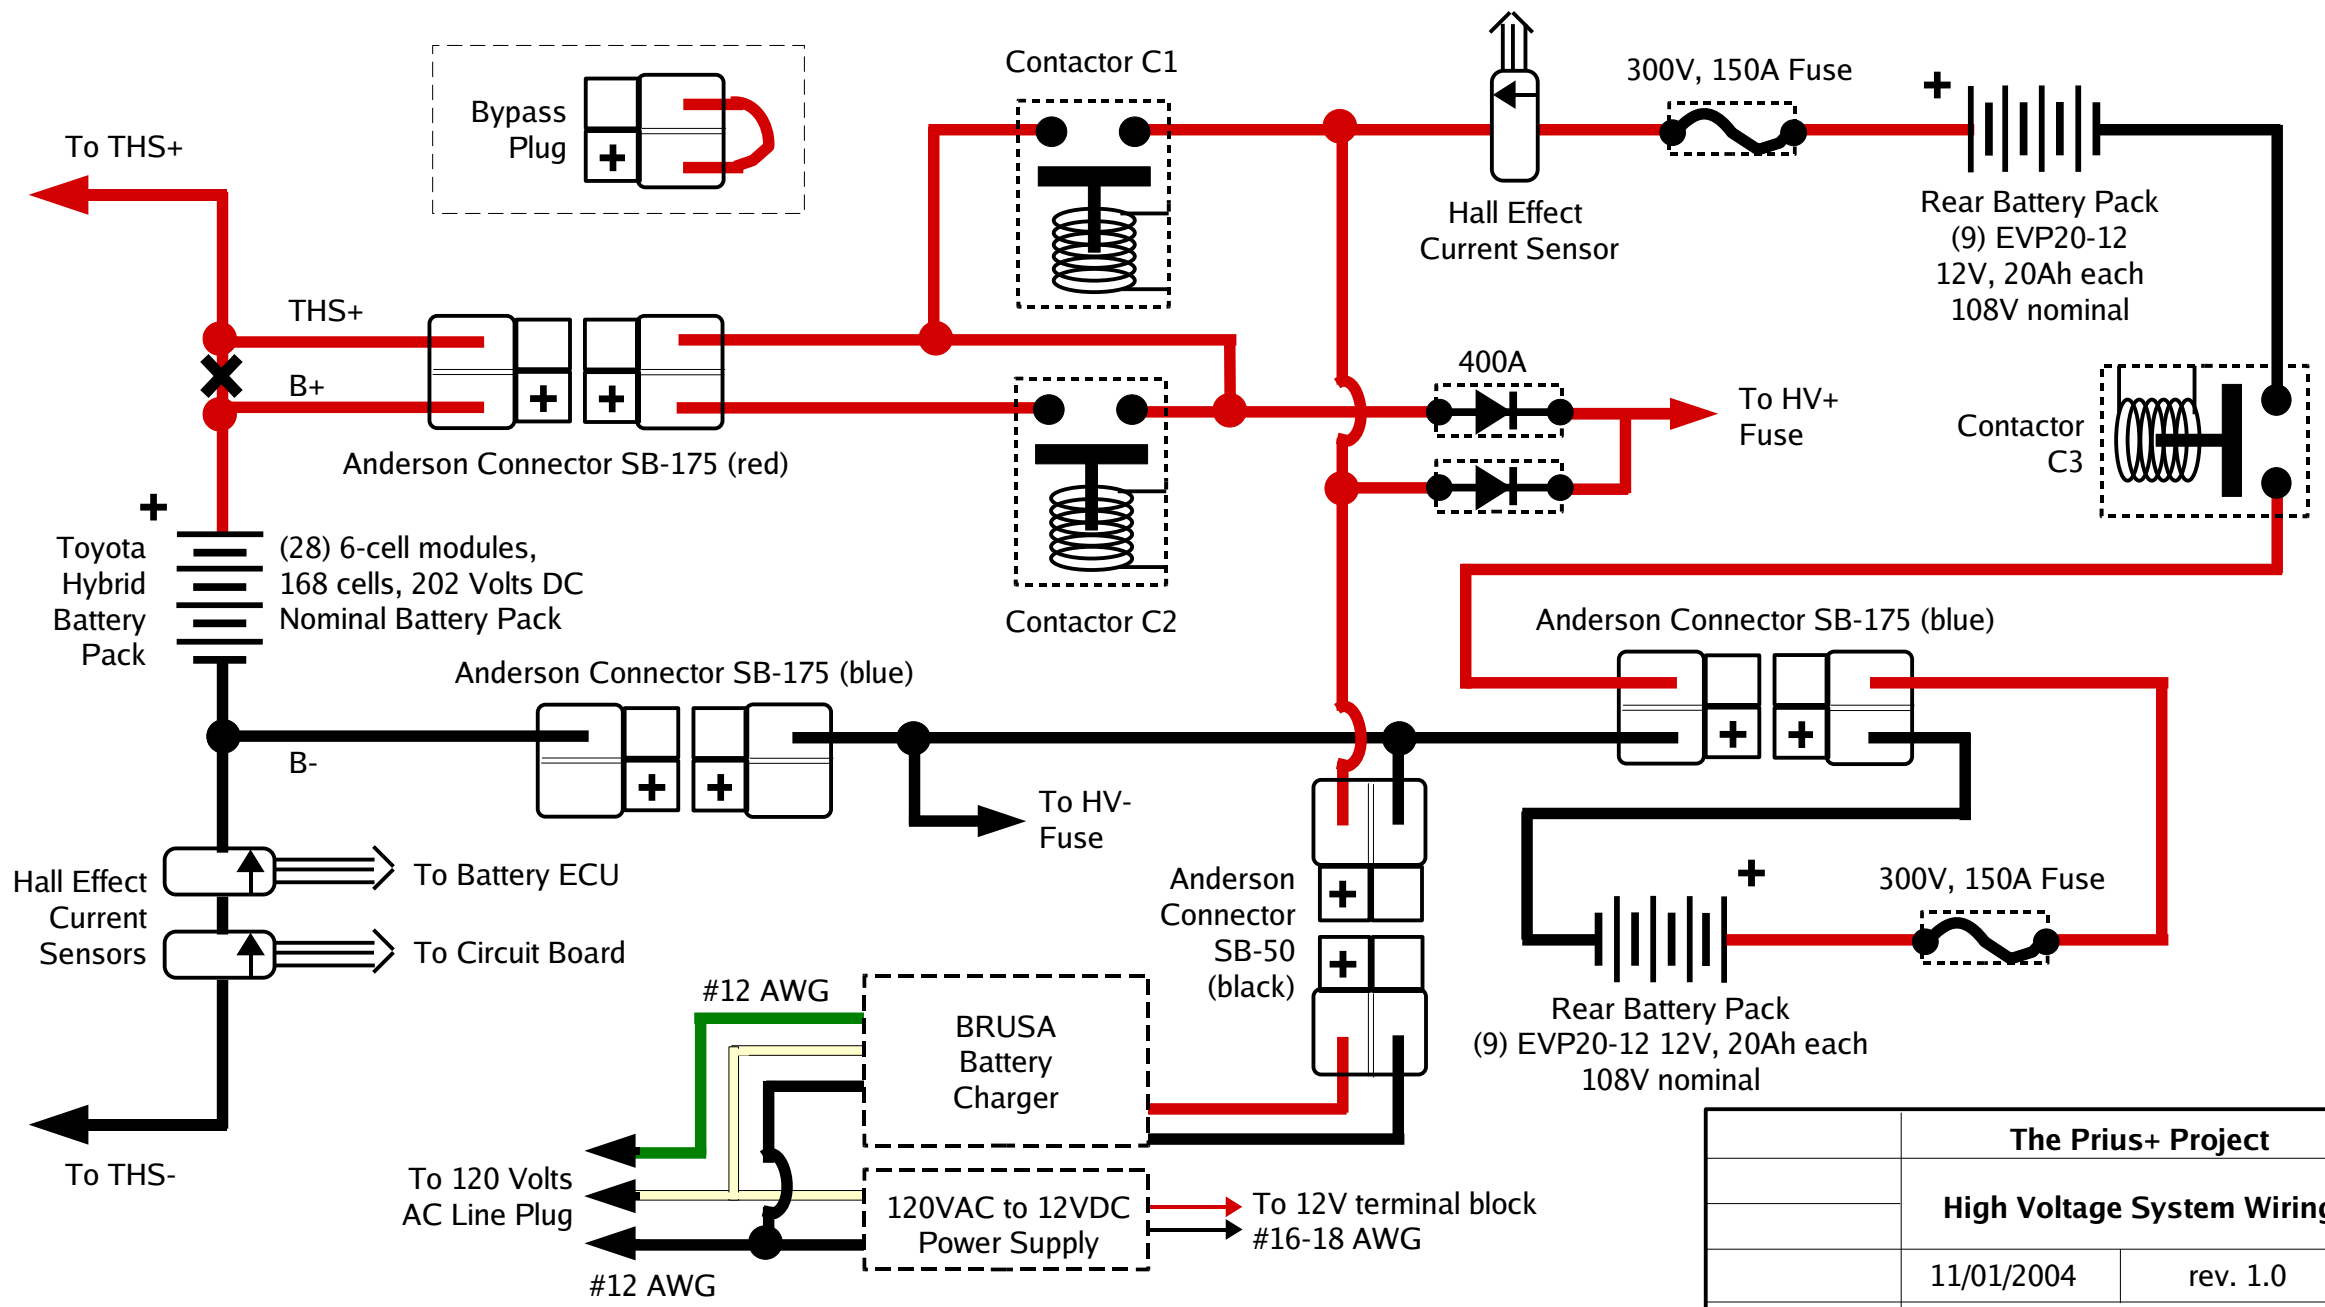 Contactor C1
300V, 150A Fuse
+
Bypass
Plug
+
To THS+
Hall Effect
Current Sensor
Rear Battery Pack
(9) EVP20-12
12V, 20Ah each
108V nominal
THS+
B+
+
+
400A
To HV+
Fuse
Contactor
C3
Anderson Connector SB-175 (red)
+
Toyota
Hybrid
Battery
Pack
(28) 6-cell modules,
168 cells, 202 Volts DC
Nominal Battery Pack
Contactor C2
Anderson Connector SB-175 (blue)
Anderson Connector SB-175 (blue)
+
+
B-
+
+
To HV-
Fuse
Hall Effect
Current
Sensors
To Battery ECU
To Circuit Board
Anderson
Connector
SB-50
(black)
+
+
+
300V, 150A Fuse
Rear Battery Pack
(9) EVP20-12 12V, 20Ah each
108V nominal
#12 AWG
BRUSA
Battery
Charger
To THS-
To 120 Volts
AC Line Plug
120VAC to 12VDC
Power Supply
To 12V terminal block
#16-18 AWG
#12 AWG
The Prius+ Project
High Voltage System Wiring
11/01/2004
rev. 1.0